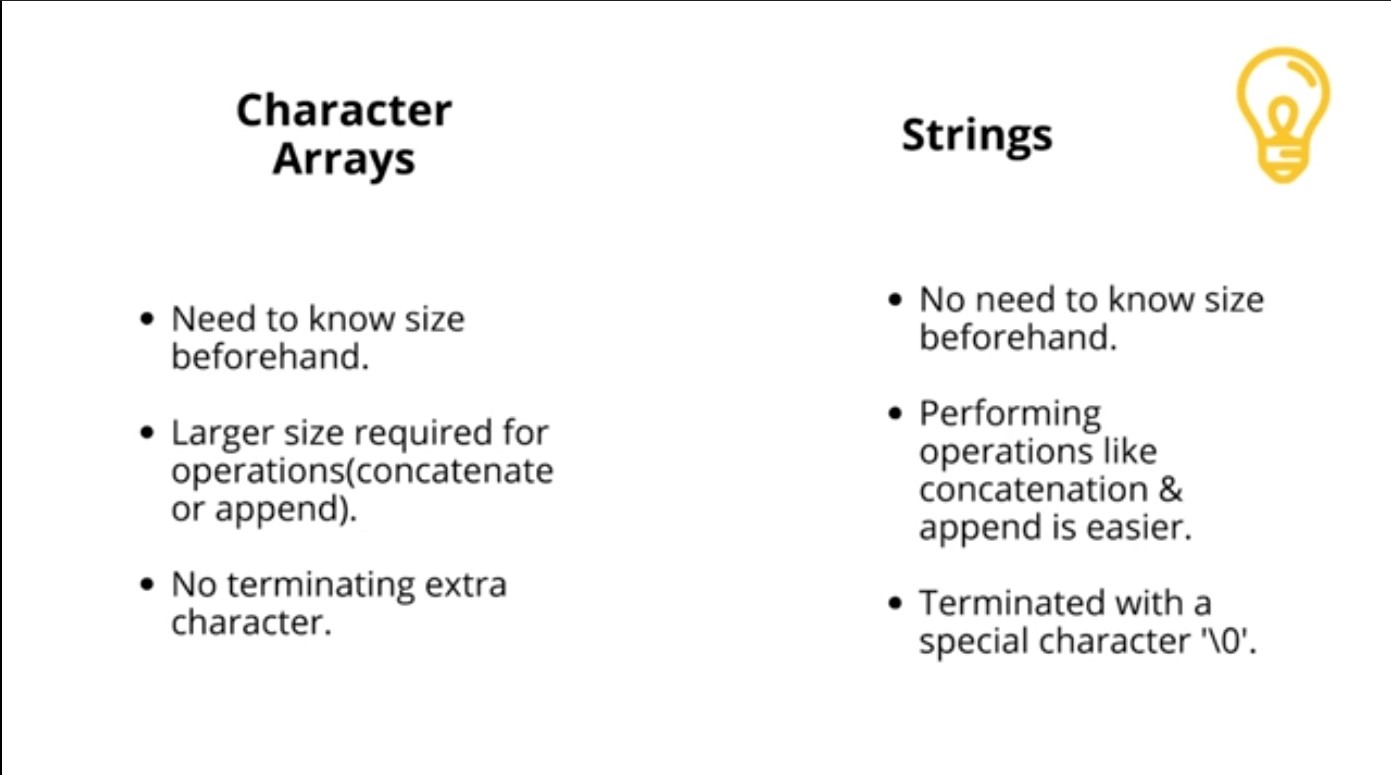 Character
Arrays
• Need to know size
beforehand.
• Larger size required for
operations(concatenate
or append).
• No terminating extra
character.
Strings
• No need to know size
beforehand.
• Performing
operations like
concatenation &
append is easier.
• Terminated with a
special character '\0'.